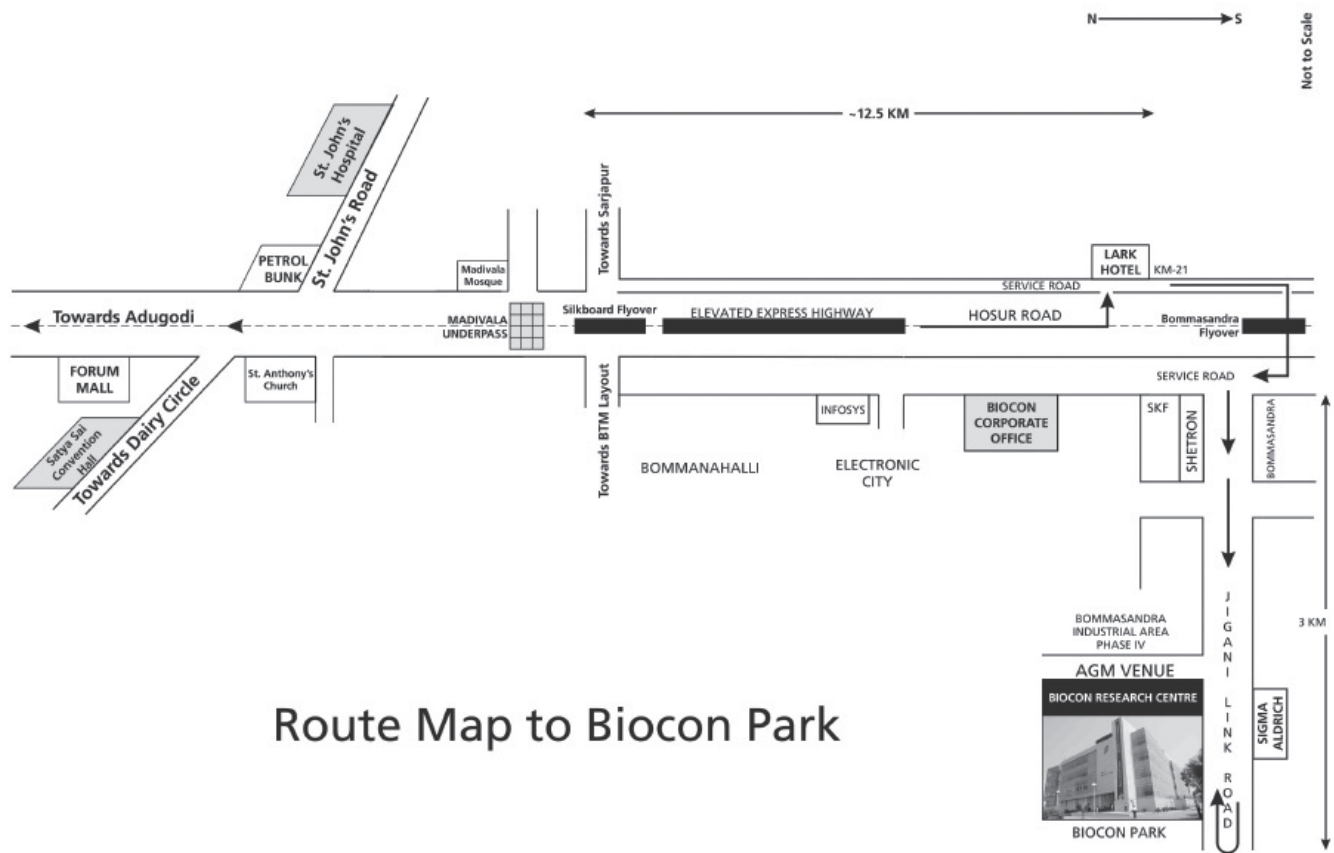 N
S
Not to Scale
~12.5 KM
St. John's
Hospital
St. John's Road
Towards Sarjapur
PETROL
BUNK
Madivala
Mosque
LARK
HOTEL
KM-21
SERVICE ROAD
Towards Adugodi
MADIVALA
UNDERPASS
Silkboard Flyover
ELEVATED EXPRESS HIGHWAY
HOSUR ROAD
Bommasandra
Flyover
FORUM
MALL
St. Anthony's
Church
SERVICE ROAD
Satya Sai
Convention
Hall
Towards Dairy Circle
Towards BTM Layout
INFOSYS
BIOCON
CORPORATE
OFFICE
SKF
SHETRON
BOMMASANDRA
BOMMANAHALLI
ELECTRONIC
CITY
JIGANI LINK ROAD
3 KM
BOMMASANDRA
INDUSTRIAL AREA
PHASE IV
AGM VENUE
BIOCON RESEARCH CENTRE
SIGMA
ALDRICH
Route Map to Biocon Park
BIOCON PARK